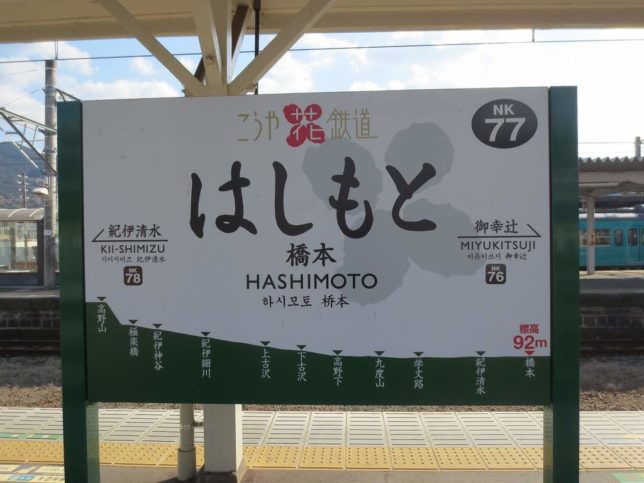 こうや花鉄道
NK
77
はしもと
橋本
HASHIMOTO
하시모토 桥本
紀伊清水
KII-SHIMIZU
기이시미즈 纪伊清水
NK
78
御幸辻
MIYUKITSUJI
미유키쓰지 御幸辻
NK
76
高野山
極楽橋
紀伊神谷
紀伊細川
上古沢
下古沢
高野下
九度山
学文路
紀伊清水
橋本
標高
92m